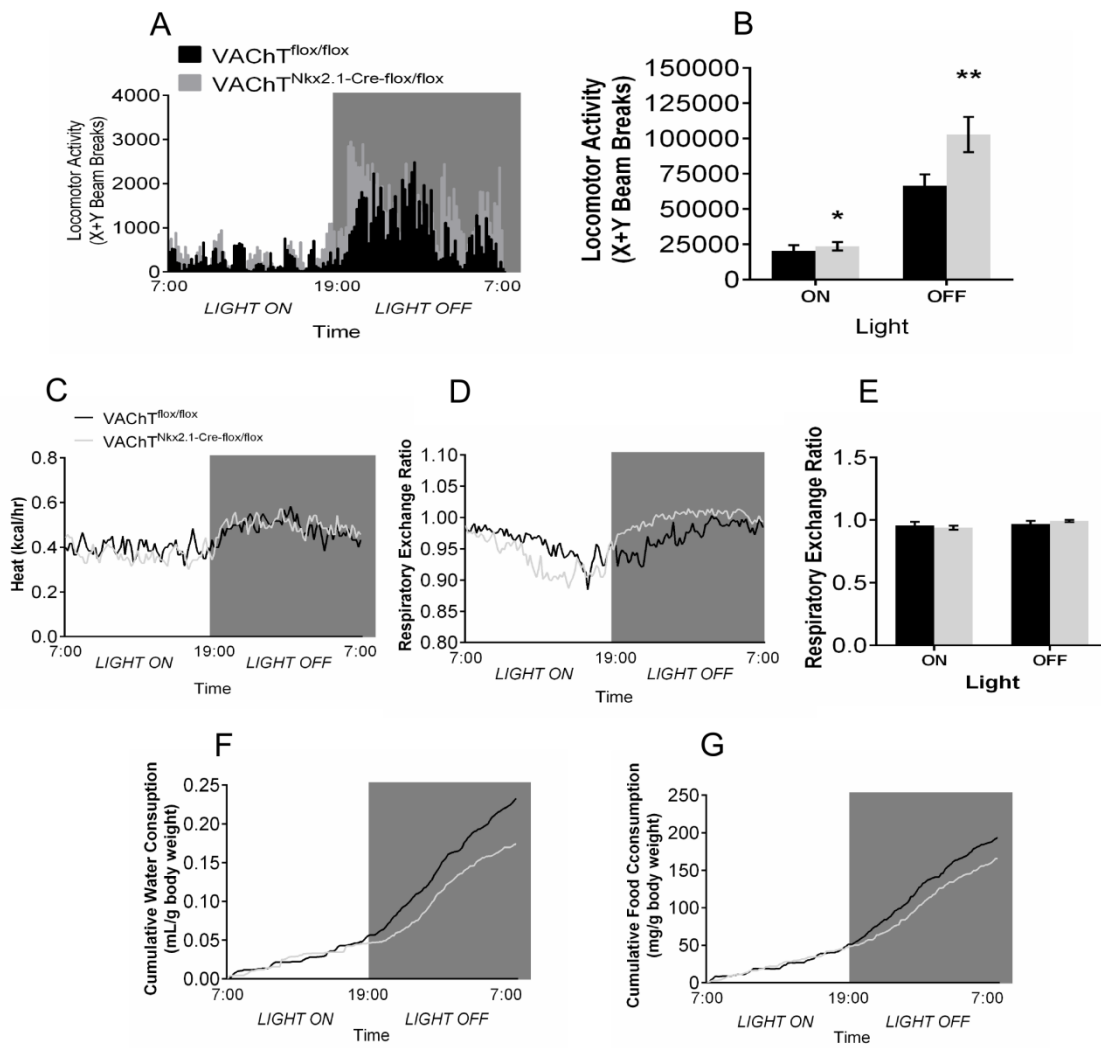 A
VAChTflox/flox
VAChTNkx2.1-Cre-flox/flox
Locomotor Activity
(X+Y Beam Breaks)
4000
3000
2000
1000
0
7:00 19:00 7:00
LIGHT ON LIGHT OFF
Time
B
Locomotor Activity
(X+Y Beam Breaks)
150000
125000
100000
75000
50000
25000
0
* **
ON OFF
Light
C
VAChTflox/flox
VAChTNkx2.1-Cre-flox/flox
Heat (kcal/hr)
0.8
0.6
0.4
0.2
0.0
7:00 19:00 7:00
LIGHT ON LIGHT OFF
Time
D
Respiratory Exchange Ratio
1.10
1.05
1.00
0.95
0.90
0.85
0.80
7:00 19:00 7:00
LIGHT ON LIGHT OFF
Time
E
Respiratory Exchange Ratio
1.5
1.0
0.5
0.0
ON OFF
Light
F
Cumulative Water Consuption
(mL/g body weight)
0.25
0.20
0.15
0.10
0.05
0.00
7:00 19:00 7:00
LIGHT ON LIGHT OFF
Time
G
Cumulative Food Cconsumption
(mg/g body weight)
250
200
150
100
50
0
7:00 19:00 7:00
LIGHT ON LIGHT OFF
Time